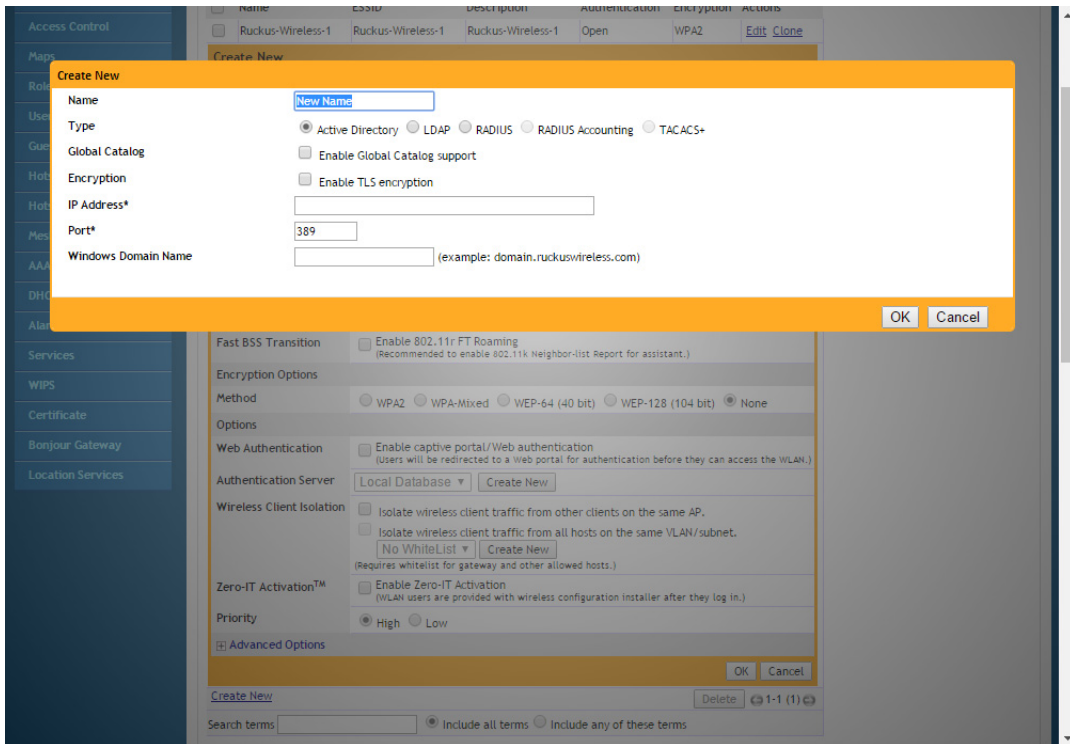 Name ESSID Description Authentication Encryption Actions
Access Control
Ruckus-Wireless-1 Ruckus-Wireless-1 Ruckus-Wireless-1 Open WPA2 Edit Clone
Maps
Create New
Create New
Name New Name
Type Active Directory LDAP RADIUS RADIUS Accounting TACACS+
Global Catalog Enable Global Catalog support
Encryption Enable TLS encryption
IP Address*
Port* 389
Windows Domain Name (example: domain.ruckuswireless.com)
OK Cancel
Fast BSS Transition Enable 802.11r FT Roaming
(Recommended to enable 802.11k Neighbor-list Report for assistant.)
Services
Encryption Options
WIPS
Method WPA2 WPA-Mixed WEP-64 (40 bit) WEP-128 (104 bit) None
Certificate
Options
Bonjour Gateway
Web Authentication Enable captive portal/Web authentication
(Users will be redirected to a Web portal for authentication before they can access the WLAN.)
Location Services
Authentication Server Local Database Create New
Wireless Client Isolation Isolate wireless client traffic from other clients on the same AP.
Isolate wireless client traffic from all hosts on the same VLAN/subnet.
No WhiteList Create New
(Requires whitelist for gateway and other allowed hosts.)
Zero-IT Activation™ Enable Zero-IT Activation
(WLAN users are provided with wireless configuration installer after they log in.)
Priority High Low
Advanced Options
OK Cancel
Create New Delete 1-1 (1)
Search terms Include all terms Include any of these terms